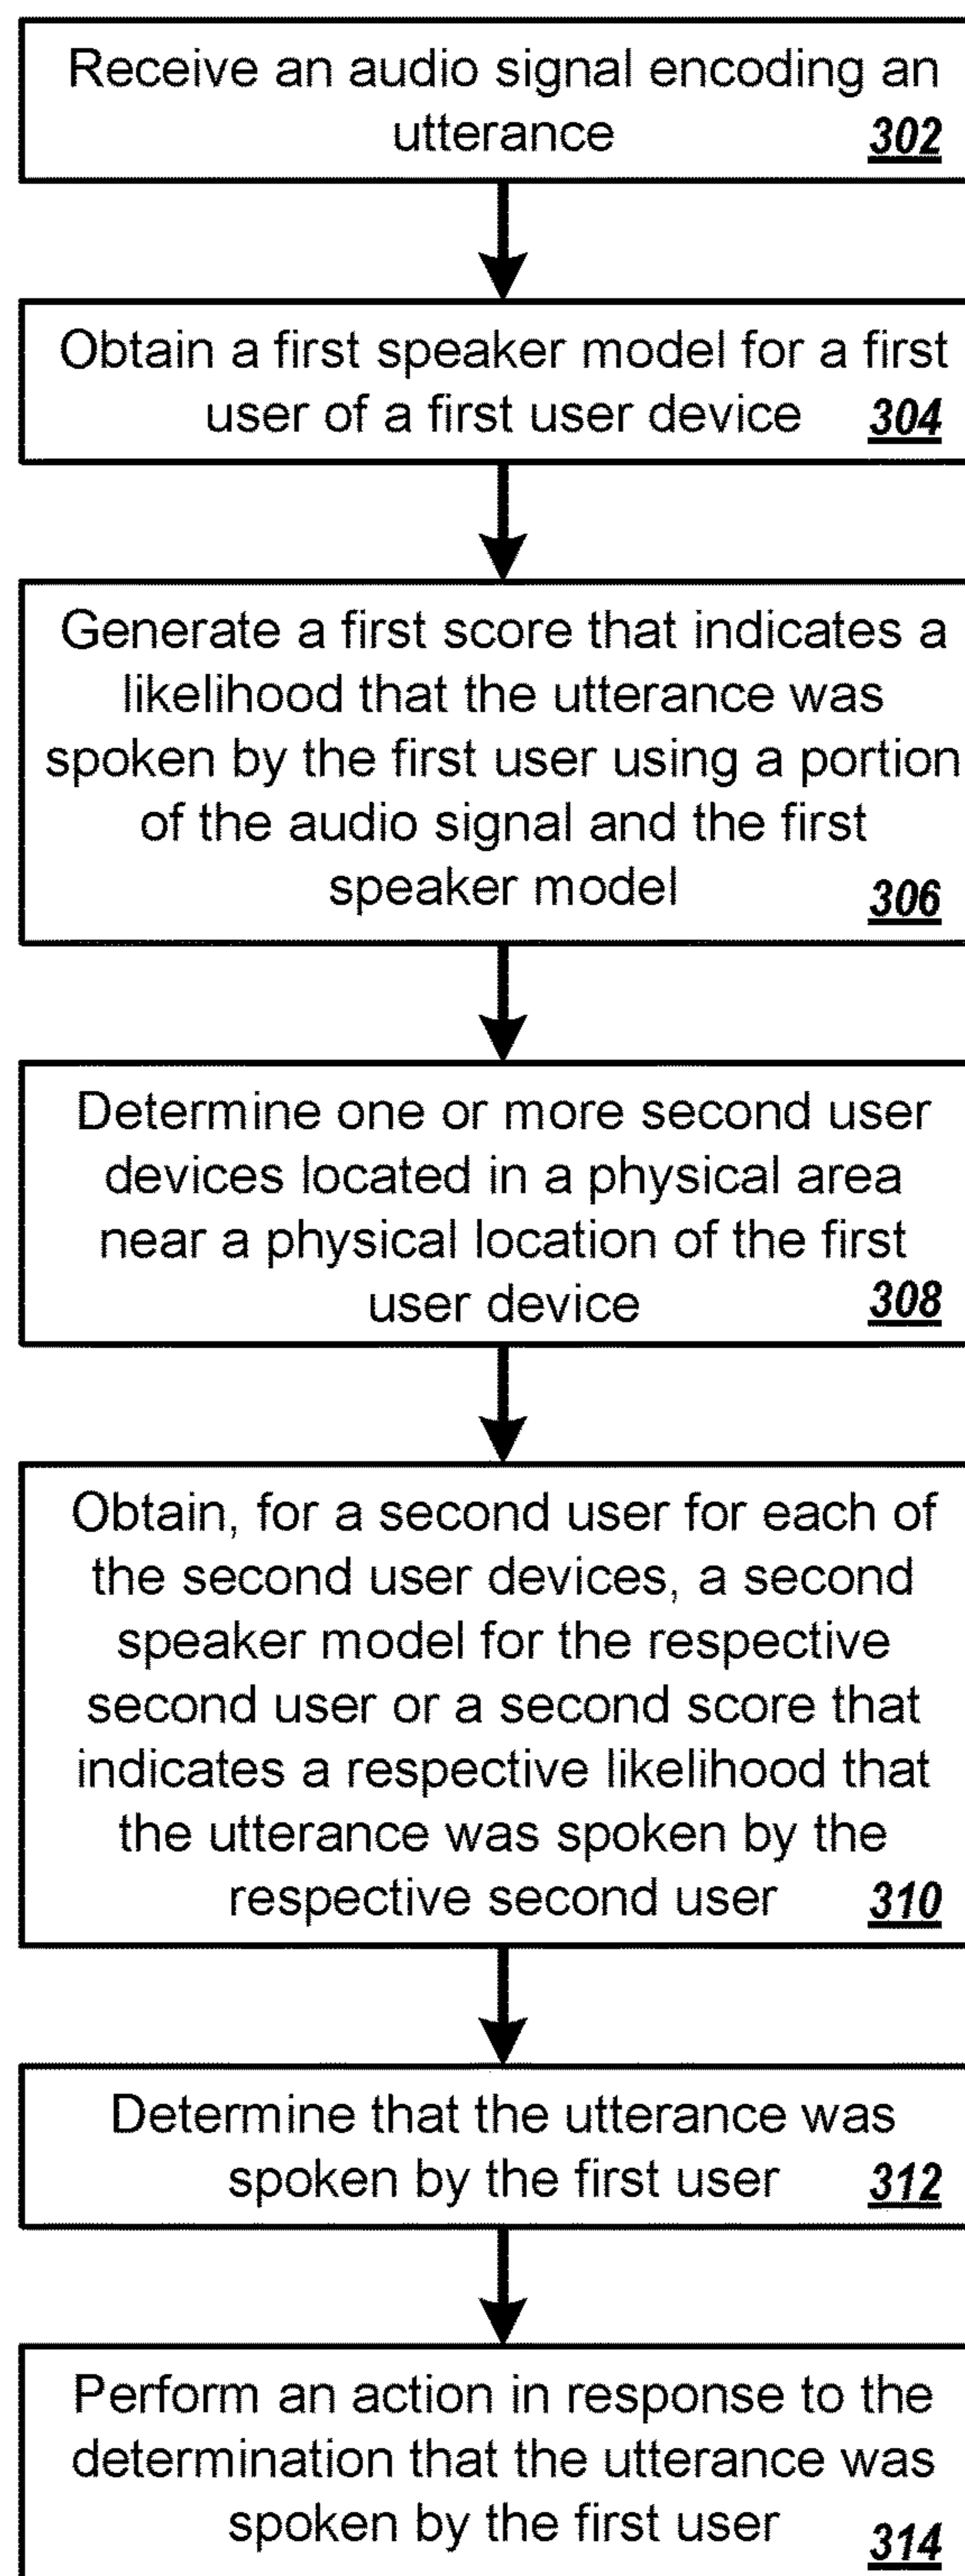 Receive an audio signal encoding an
utterance 302
Obtain a first speaker model for a first
user of a first user device 304
Generate a first score that indicates a
likelihood that the utterance was
spoken by the first user using a portion
of the audio signal and the first
speaker model 306
Determine one or more second user
devices located in a physical area
near a physical location of the first
user device 308
Obtain, for a second user for each of
the second user devices, a second
speaker model for the respective
second user or a second score that
indicates a respective likelihood that
the utterance was spoken by the
respective second user 310
Determine that the utterance was
spoken by the first user 312
Perform an action in response to the
determination that the utterance was
spoken by the first user 314